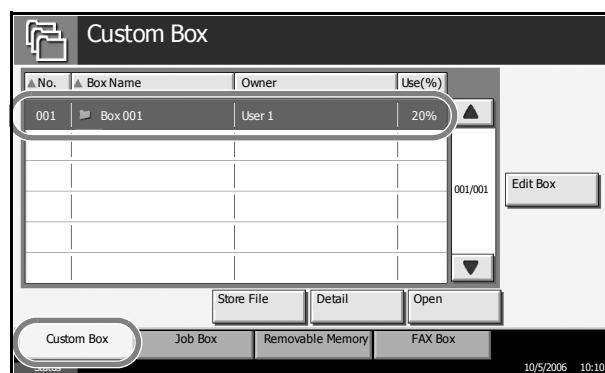 Custom Box
No. Box Name Owner Use(%)
001 Box 001 User 1 20%
001/001
Edit Box
Store File Detail Open
Custom Box Job Box Removable Memory FAX Box
Status 10/5/2006 10:10